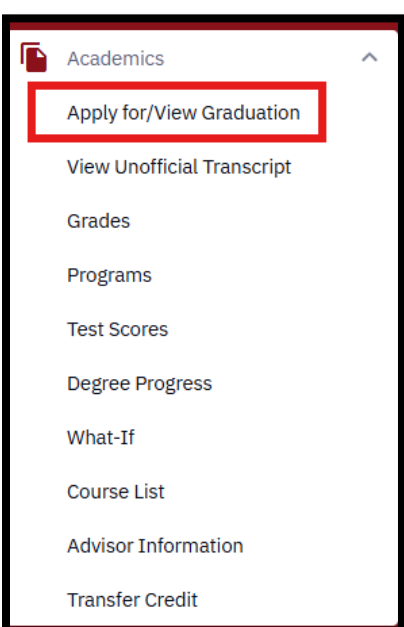 Academics
Apply for/View Graduation
View Unofficial Transcript
Grades
Programs
Test Scores
Degree Progress
What-If
Course List
Advisor Information
Transfer Credit